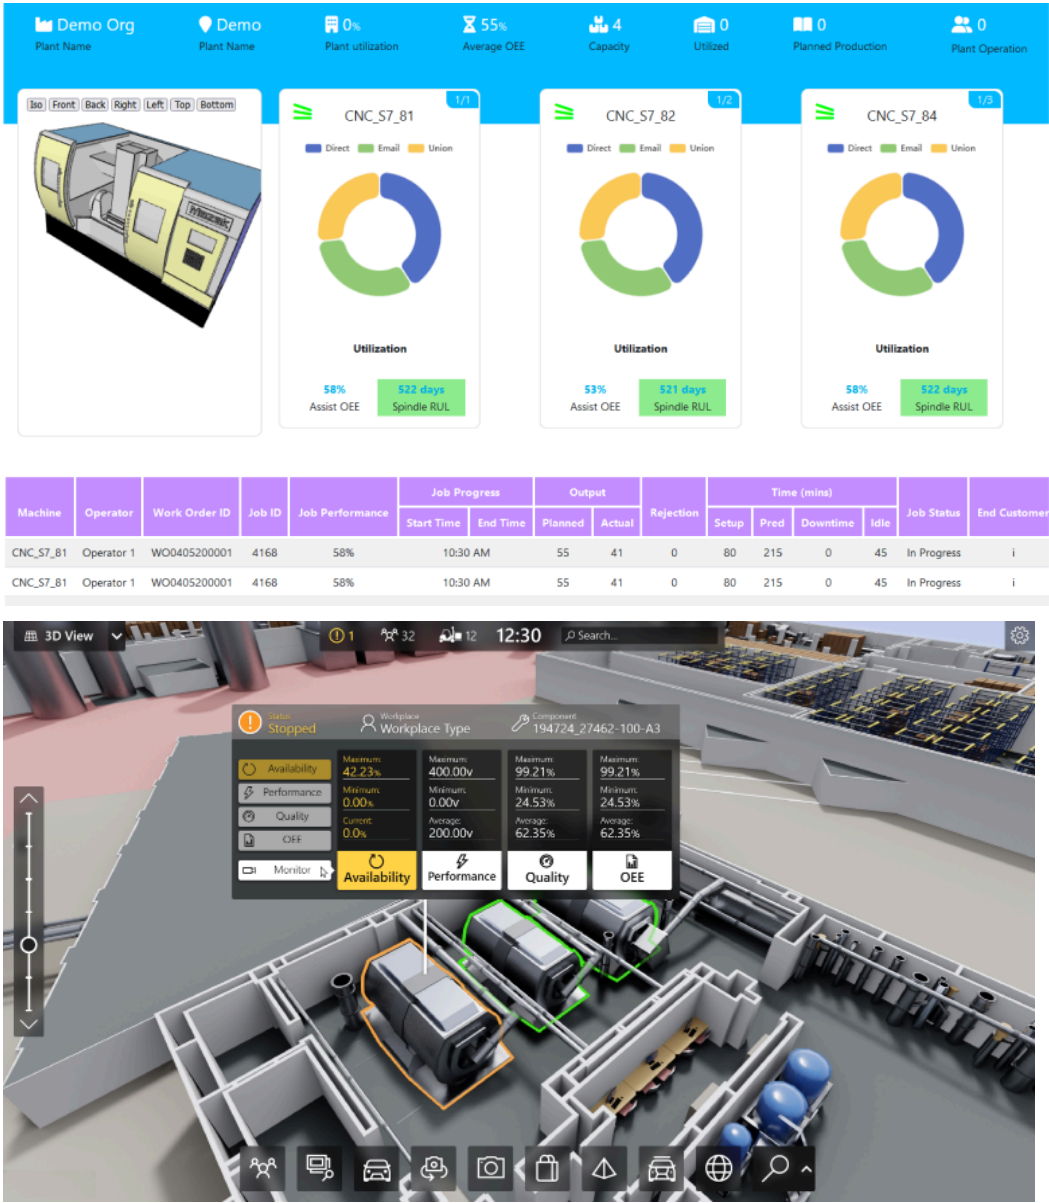 Demo Org Demo 0% 55% 4 0 0 0
Plant Name Plant Name Plant utilization Average OEE Capacity Utilized Planned Production Plant Operation
Iso Front Back Right Left Top Bottom
Mazak
1/1
CNC_S7_81
Direct Email Union
Utilization
58% 522 days
Assist OEE Spindle RUL
1/2
CNC_S7_82
Direct Email Union
Utilization
53% 521 days
Assist OEE Spindle RUL
1/3
CNC_S7_84
Direct Email Union
Utilization
58% 522 days
Assist OEE Spindle RUL
Machine Operator Work Order ID Job ID Job Performance Job Progress Output Rejection Time (mins) Job Status End Customer
Start Time End Time Planned Actual Setup Pred Downtime Idle
CNC_S7_81 Operator 1 WO0405200001 4168 58% 10:30 AM 55 41 0 80 215 0 45 In Progress i
CNC_S7_81 Operator 1 WO0405200001 4168 58% 10:30 AM 55 41 0 80 215 0 45 In Progress i
3D View 1 32 12 12:30 Search...
Status Workplace Component
Stopped Workplace Type 194724_27462-100-A3
Availability
Performance
Quality
OEE
Monitor
Maximum:
42.23%
Minimum:
0.00%
Current:
0.0%
Availability
Maximum:
400.00v
Minimum:
0.00v
Average:
200.00v
Performance
Maximum:
99.21%
Minimum:
24.53%
Average:
62.35%
Quality
Maximum:
99.21%
Minimum:
24.53%
Average:
62.35%
OEE